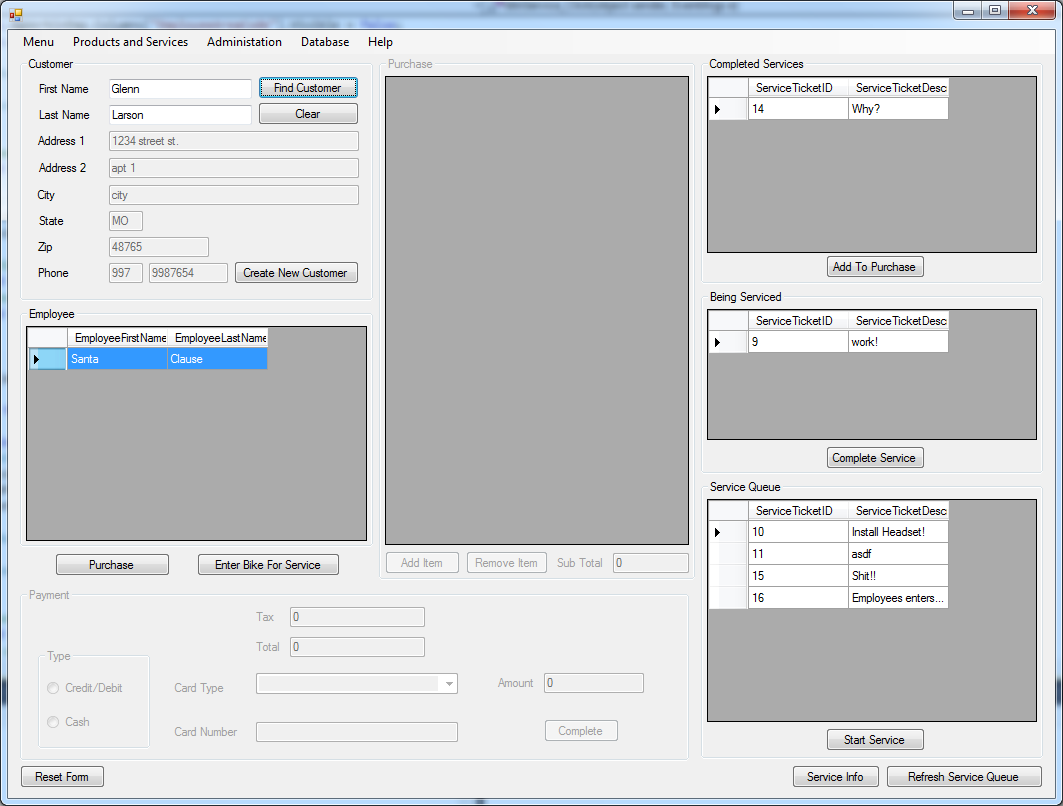 Menu Products and Services Administation Database Help
Customer
First Name Glenn Find Customer
Last Name Larson Clear
Address 1 1234 street st.
Address 2 apt 1
City city
State MO
Zip 48765
Phone 997 9987654 Create New Customer
Employee
EmployeeFirstName EmployeeLastName
Santa Clause
Purchase Enter Bike For Service
Purchase
Add Item Remove Item Sub Total 0
Completed Services
ServiceTicketID ServiceTicketDesc
14 Why?
Add To Purchase
Being Serviced
ServiceTicketID ServiceTicketDesc
9 work!
Complete Service
Service Queue
ServiceTicketID ServiceTicketDesc
10 Install Headset!
11 asdf
15 Shit!!
16 Employees enters...
Start Service
Payment
Tax 0
Total 0
Type
Credit/Debit
Cash
Card Type
Amount 0
Card Number
Complete
Reset Form
Service Info Refresh Service Queue